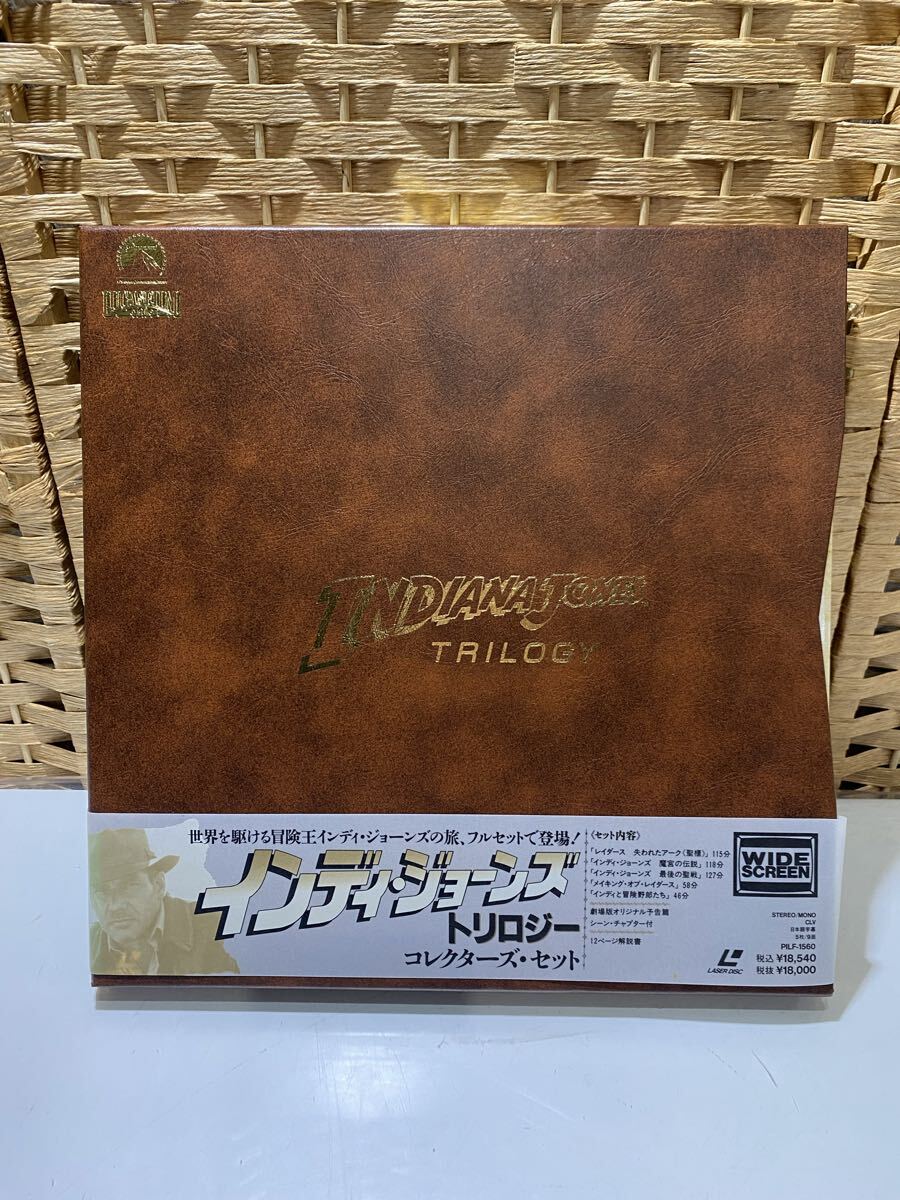 LUCASFILM
INDIANA JONES
TRILOGY
世界を駆ける冒険王インディ・ジョーンズの旅、フルセットで登場!
インディ・ジョーンズ
トリロジー
コレクターズ・セット
〈セット内容〉
「レイダース 失われたアーク《聖櫃》」115分
「インディ・ジョーンズ 魔宮の伝説」118分
「インディ・ジョーンズ 最後の聖戦」127分
「メイキング・オブ・レイダース」58分
「インディと冒険野郎たち」46分
劇場版オリジナル予告篇
シーン・チャプター付
12ページ解説書
WIDE
SCREEN
STEREO/MONO
CLV
日本語字幕
5枚/9面
PILF-1560
税込 ¥18,540
税抜 ¥18,000
LASER DISC